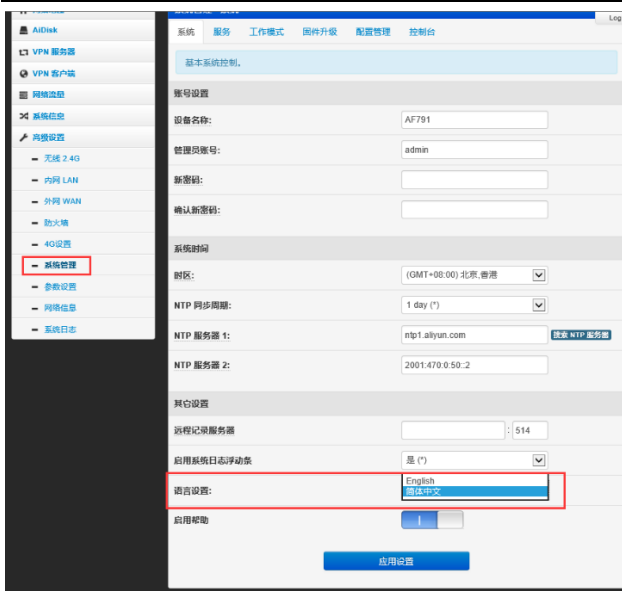 Log
AiDisk
VPN 服务器
VPN 客户端
网络流量
系统信息
高级设置
无线 2.4G
内网 LAN
外网 WAN
防火墙
4G设置
系统管理
参数设置
网络信息
系统日志
系统 服务 工作模式 固件升级 配置管理 控制台
基本系统控制。
账号设置
设备名称: AF791
管理员账号: admin
新密码:
确认新密码:
系统时间
时区: (GMT+08:00) 北京,香港
NTP 同步周期: 1 day (*)
NTP 服务器 1: ntp1.aliyun.com 搜索 NTP 服务器
NTP 服务器 2: 2001:470:0:50::2
其它设置
远程记录服务器 : 514
启用系统日志浮动条 是 (*)
语言设置: English
简体中文
启用帮助
应用设置